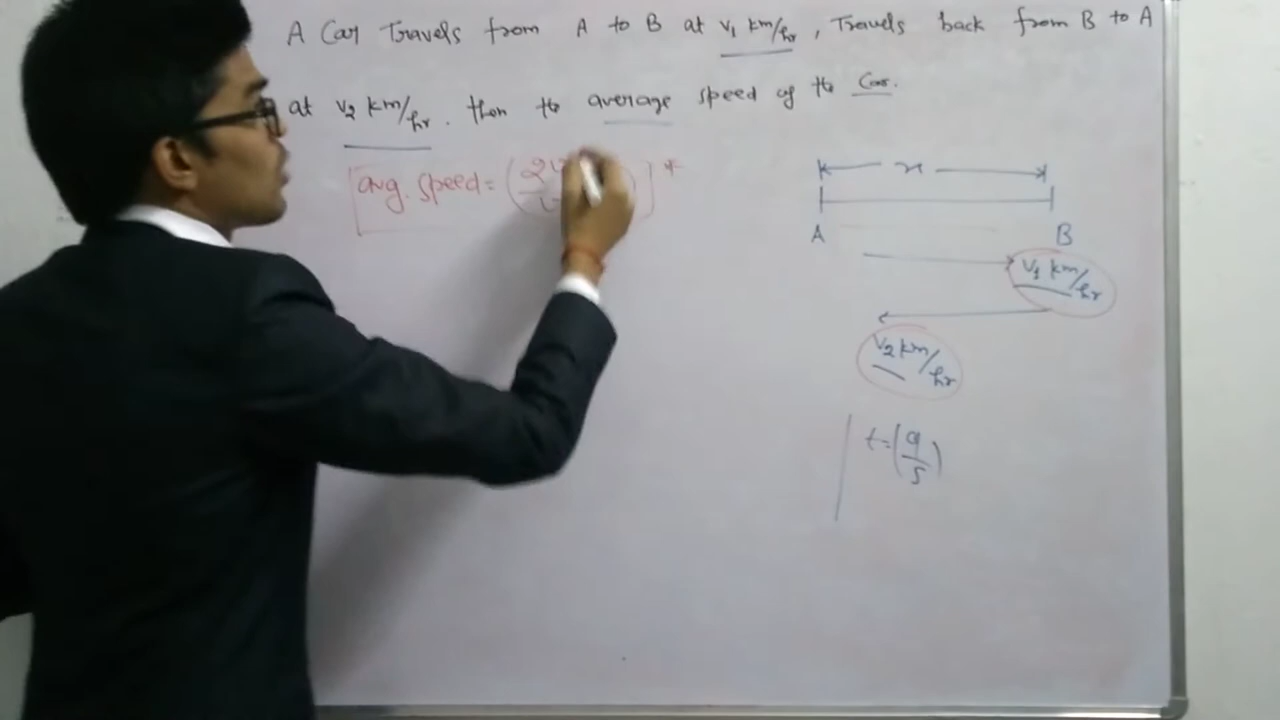 A Car Travels from A to B at v1 km/hr, Travels back from B to A
at v2 km/hr. then the average speed of the Car.
avg. speed = (2v
x
A B
v1 km/hr
v2 km/hr
t=